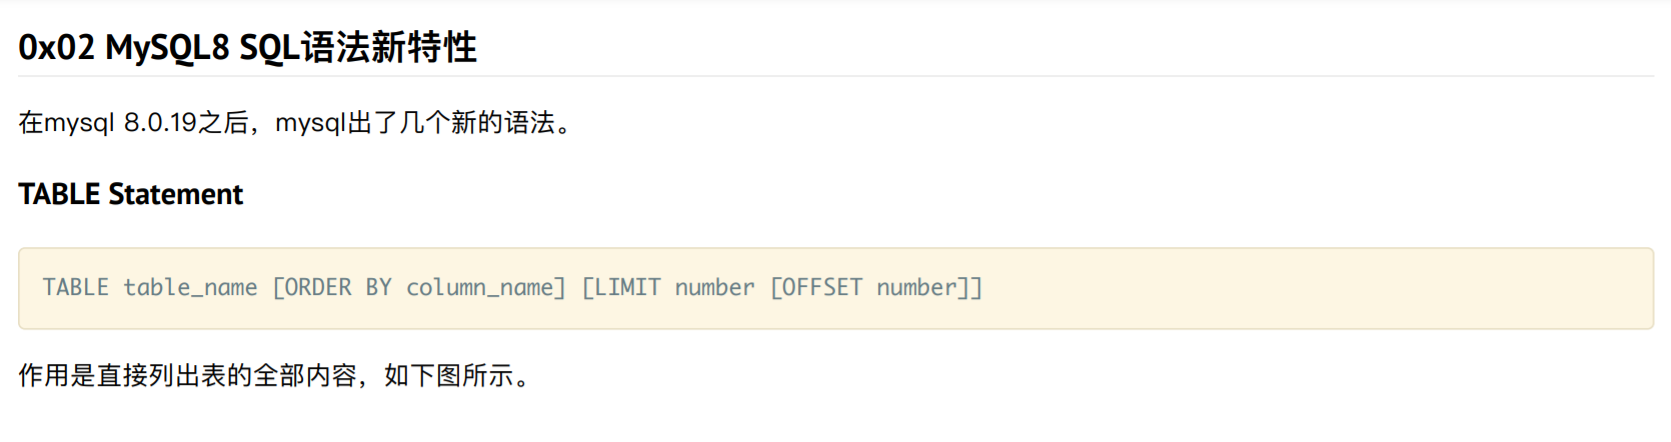 0x02 MySQL8 SQL语法新特性
在mysql 8.0.19之后，mysql出了几个新的语法。
TABLE Statement
TABLE table_name [ORDER BY column_name] [LIMIT number [OFFSET number]]
作用是直接列出表的全部内容，如下图所示。